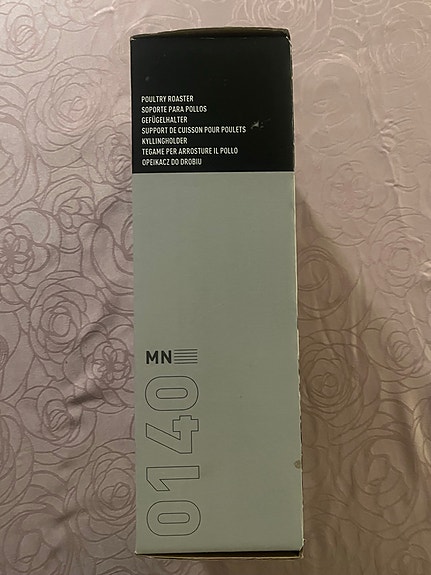 POULTRY ROASTER
SOPORTE PARA POLLOS
GEFÜGELHALTER
SUPPORT DE CUISSON POUR POULETS
KYLLINGHOLDER
TEGAME PER ARROSTURE IL POLLO
OPEIKACZ DO DROBIU
MN
0140